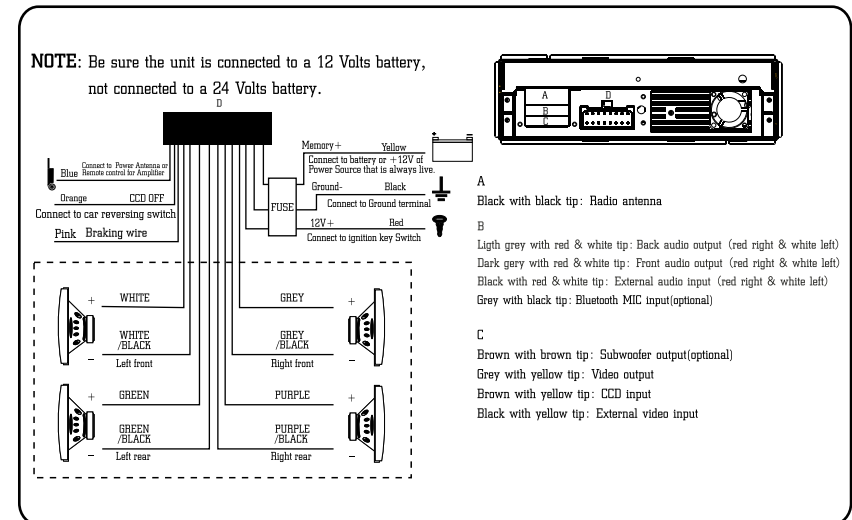 NOTE: Be sure the unit is connected to a 12 Volts battery,
not connected to a 24 Volts battery.
D
Connect to Power Antenna or
Remote control for Amplifier
Blue
Orange CCD OFF
Connect to car reversing switch
Pink Braking wire
FUSE
Memory+ Yellow
Connect to battery or +12V of
Power Source that is always live.
Ground- Black
Connect to Ground terminal
12V+ Red
Connect to ignition key Switch
+ -
+ WHITE
WHITE
/BLACK
- Left front
GREY +
GREY
/BLACK
Right front -
+ GREEN
GREEN
/BLACK
- Left rear
PURPLE +
PURPLE
/BLACK
Right rear -
A
B
C
D
A
Black with black tip: Radio antenna
B
Ligth grey with red & white tip: Back audio output (red right & white left)
Dark gery with red & white tip: Front audio output (red right & white left)
Black with red & white tip: External audio input (red right & white left)
Grey with black tip: Bluetooth MIC input(optional)
C
Brown with brown tip: Subwoofer output(optional)
Grey with yellow tip: Video output
Brown with yellow tip: CCD input
Black with yellow tip: External video input